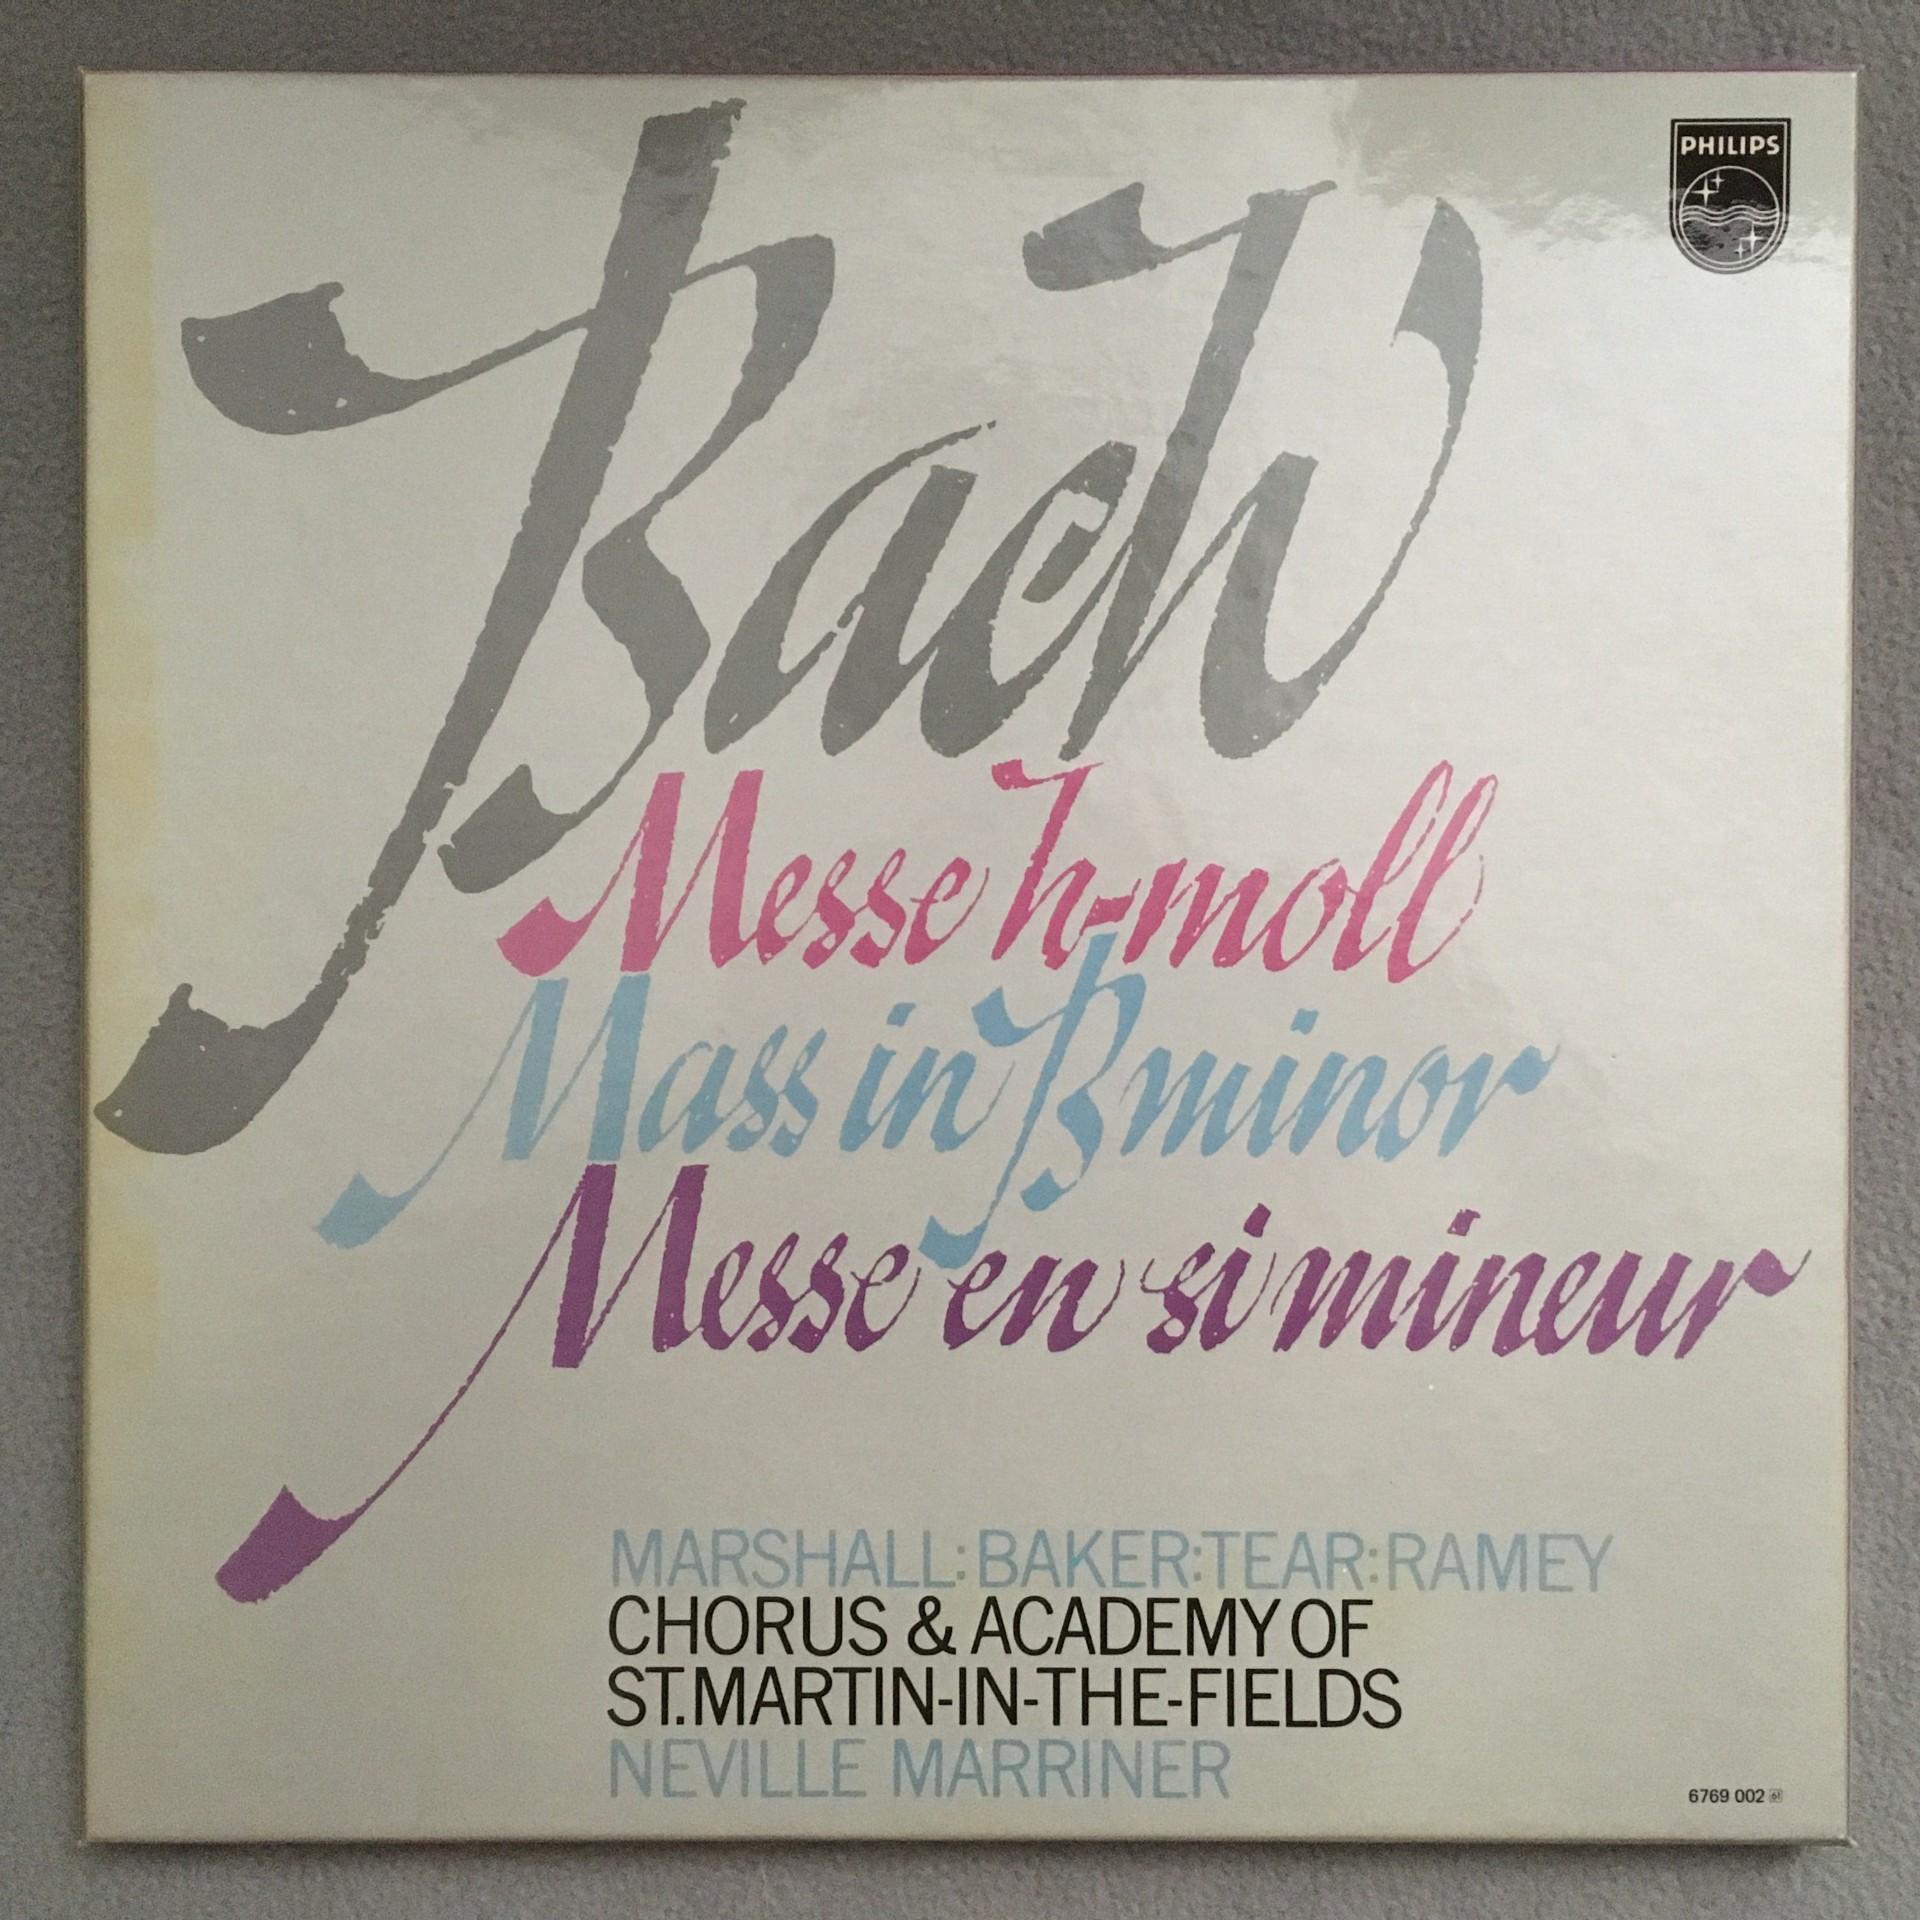 PHILIPS
Bach
Messe h-moll
Mass in B minor
Messe en si mineur
MARSHALL:BAKER:TEAR:RAMEY
CHORUS & ACADEMY OF
ST.MARTIN-IN-THE-FIELDS
NEVILLE MARRINER
6769 002